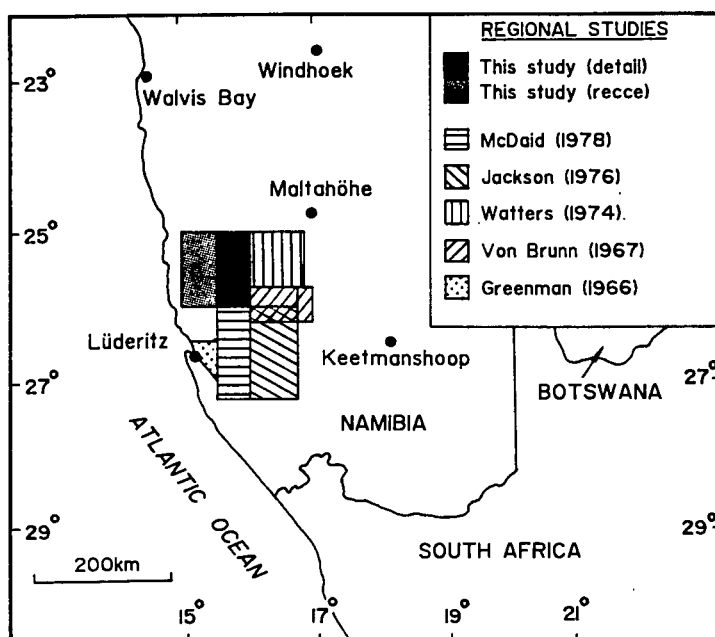 REGIONAL STUDIES
This study (detail)
This study (recce)
McDaid (1978)
Jackson (1976)
Watters (1974).
Von Brunn (1967)
Greenman (1966)
Windhoek
Walvis Bay
Maltahöhe
Lüderitz
Keetmanshoop
NAMIBIA
BOTSWANA
SOUTH AFRICA
ATLANTIC OCEAN
200km
23°
25°
27°
29°
27°
29°
15°
17°
19°
21°